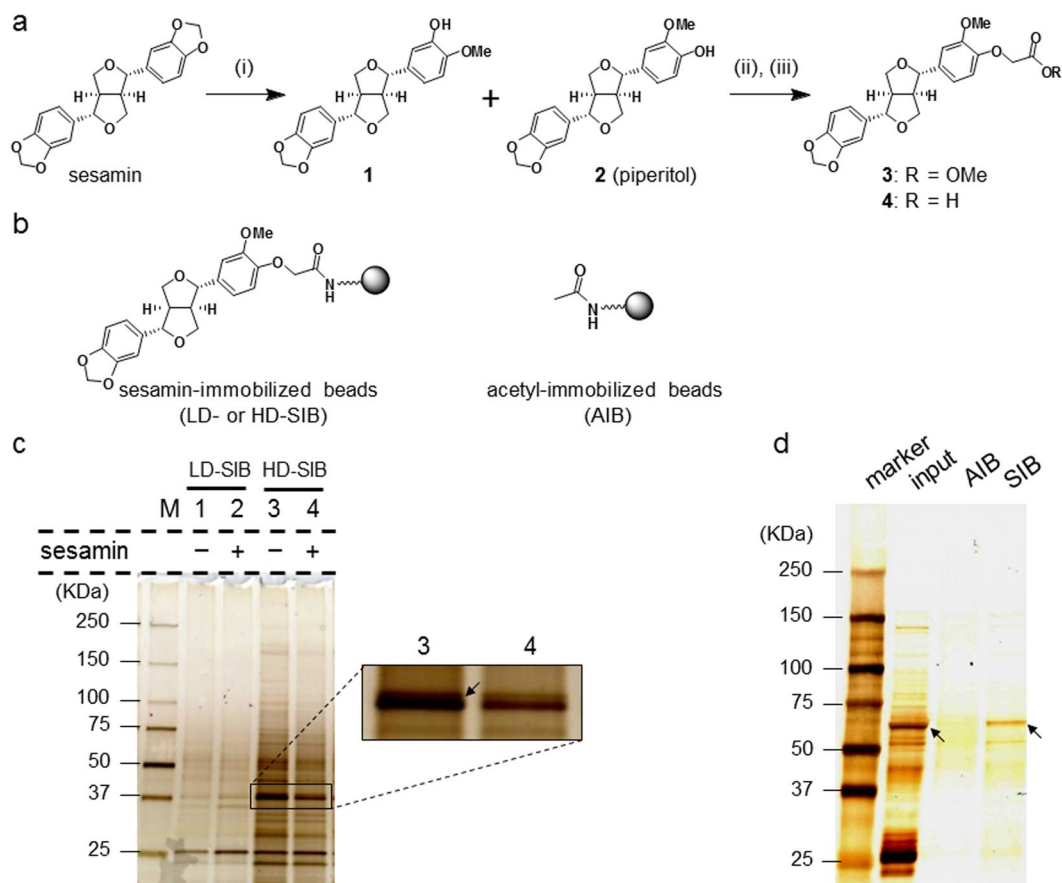 a
sesamin
(i)
OH
OMe
1
+
OMe
OH
2 (piperitol)
(ii), (iii)
OMe
O
O
OR
3: R = OMe
4: R = H
b
OMe
O
O
N
H
sesamin-immobilized beads
(LD- or HD-SIB)
O
N
H
acetyl-immobilized beads
(AIB)
c
LD-SIB HD-SIB
M 1 2 3 4
sesamin − + − +
(KDa)
250
150
100
75
50
37
25
3 4
d
marker input AIB SIB
(KDa)
250
150
100
75
50
37
25